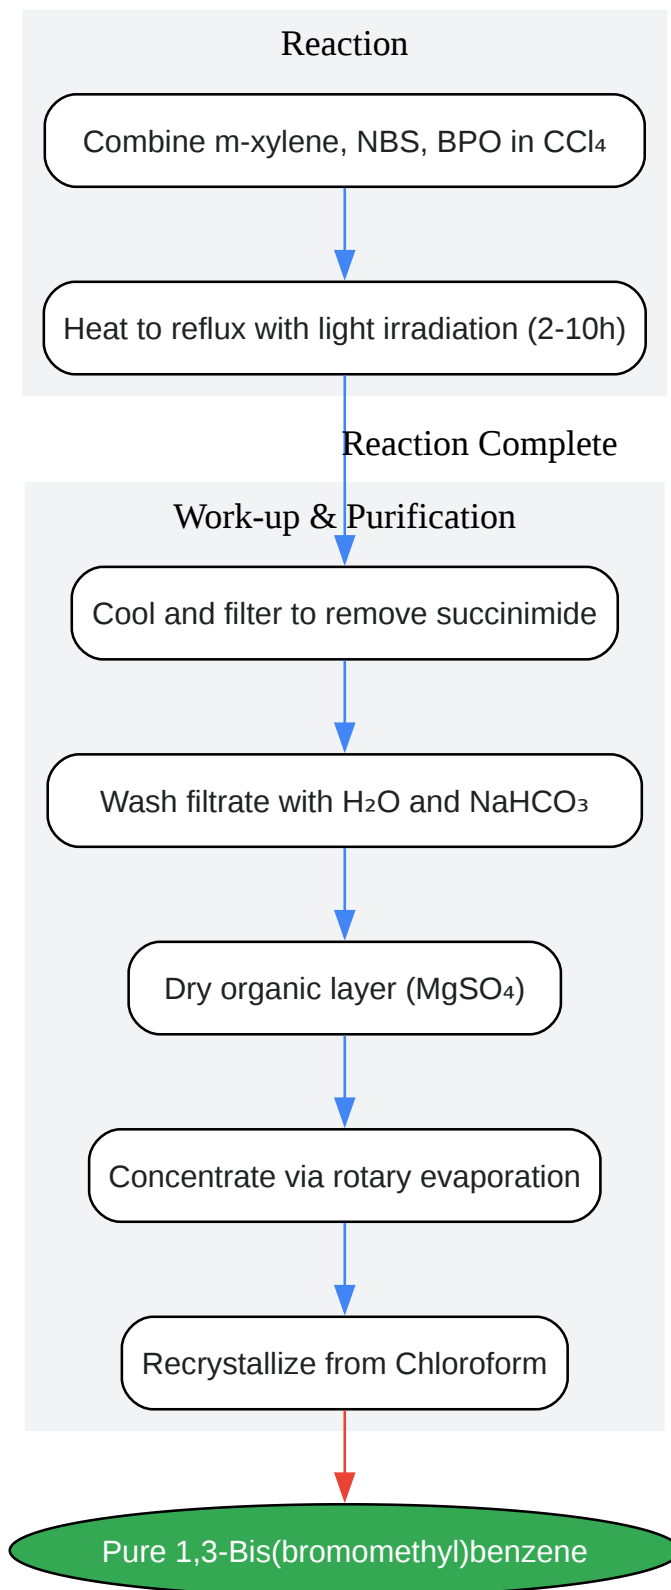 Reaction
Combine m-xylene, NBS, BPO in CCl₄
Heat to reflux with light irradiation (2-10h)
Reaction Complete
Work-up & Purification
Cool and filter to remove succinimide
Wash filtrate with H₂O and NaHCO₃
Dry organic layer (MgSO₄)
Concentrate via rotary evaporation
Recrystallize from Chloroform
Pure 1,3-Bis(bromomethyl)benzene